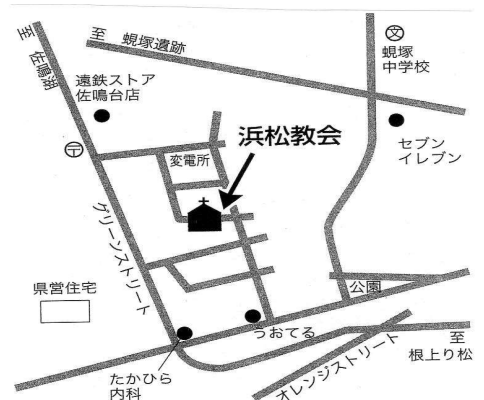 至 佐鳴湖
至 蜆塚遺跡
文
蜆塚
中学校
遠鉄ストア
佐鳴台店
浜松教会
セブン
イレブン
変電所
グリーンストリート
県営住宅
公園
うおてる
至
根上り松
たかひら
内科
オレンジストリート